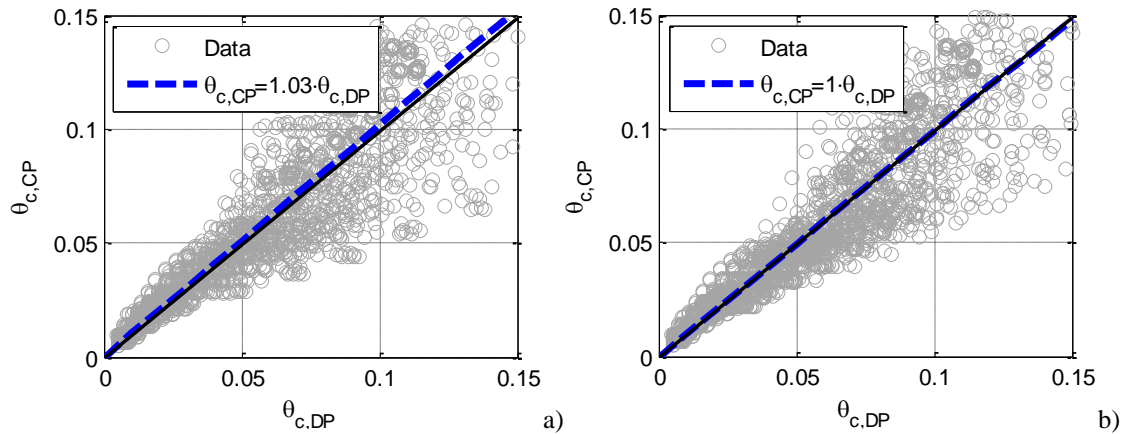 0.15
Data
θc,CP=1.03·θc,DP
0.1
θc,CP
0.05
0
0 0.05 0.1 0.15
θc,DP
a)
0.15
Data
θc,CP=1·θc,DP
0.1
θc,CP
0.05
0
0 0.05 0.1 0.15
θc,DP
b)